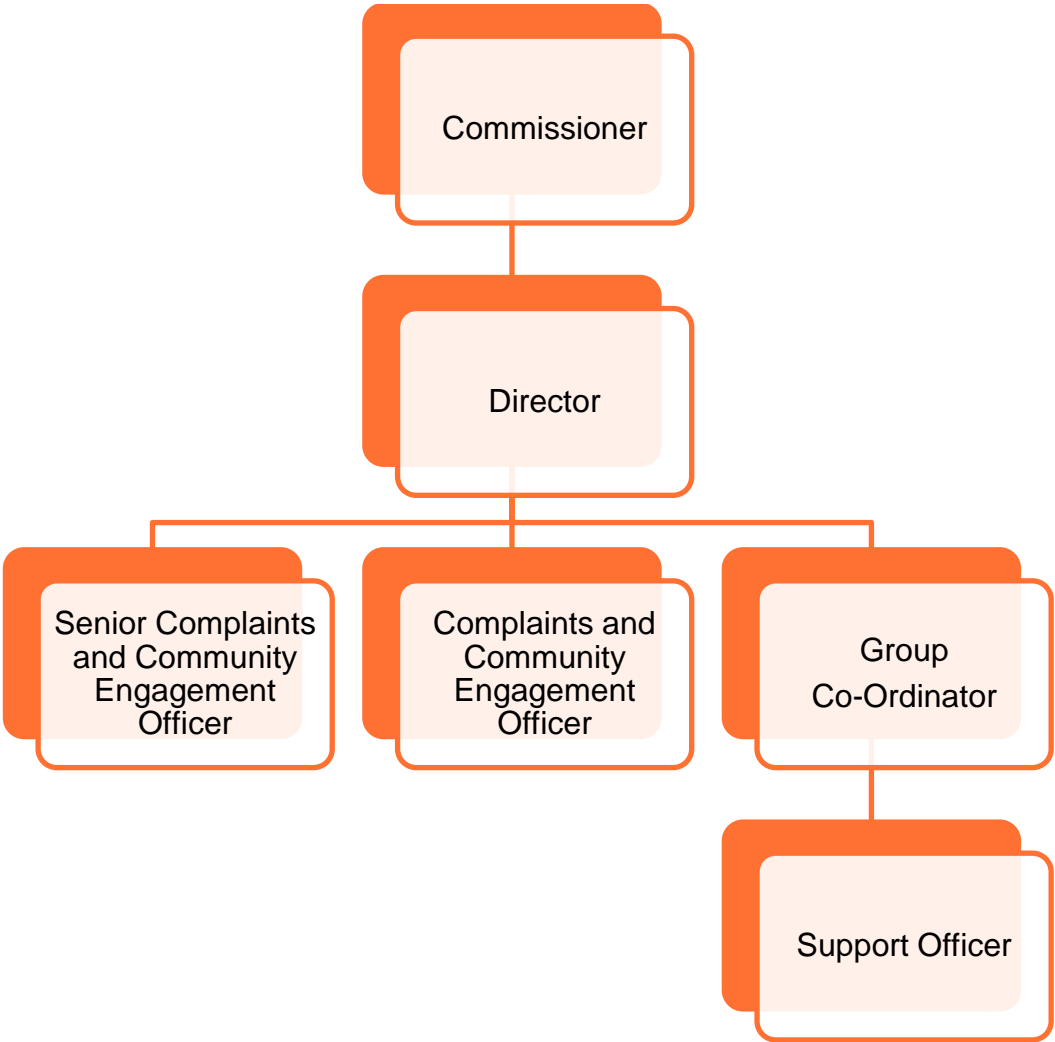 Commissioner
Director
Senior Complaints
and Community
Engagement
Officer
Complaints and
Community
Engagement
Officer
Group
Co-Ordinator
Support Officer